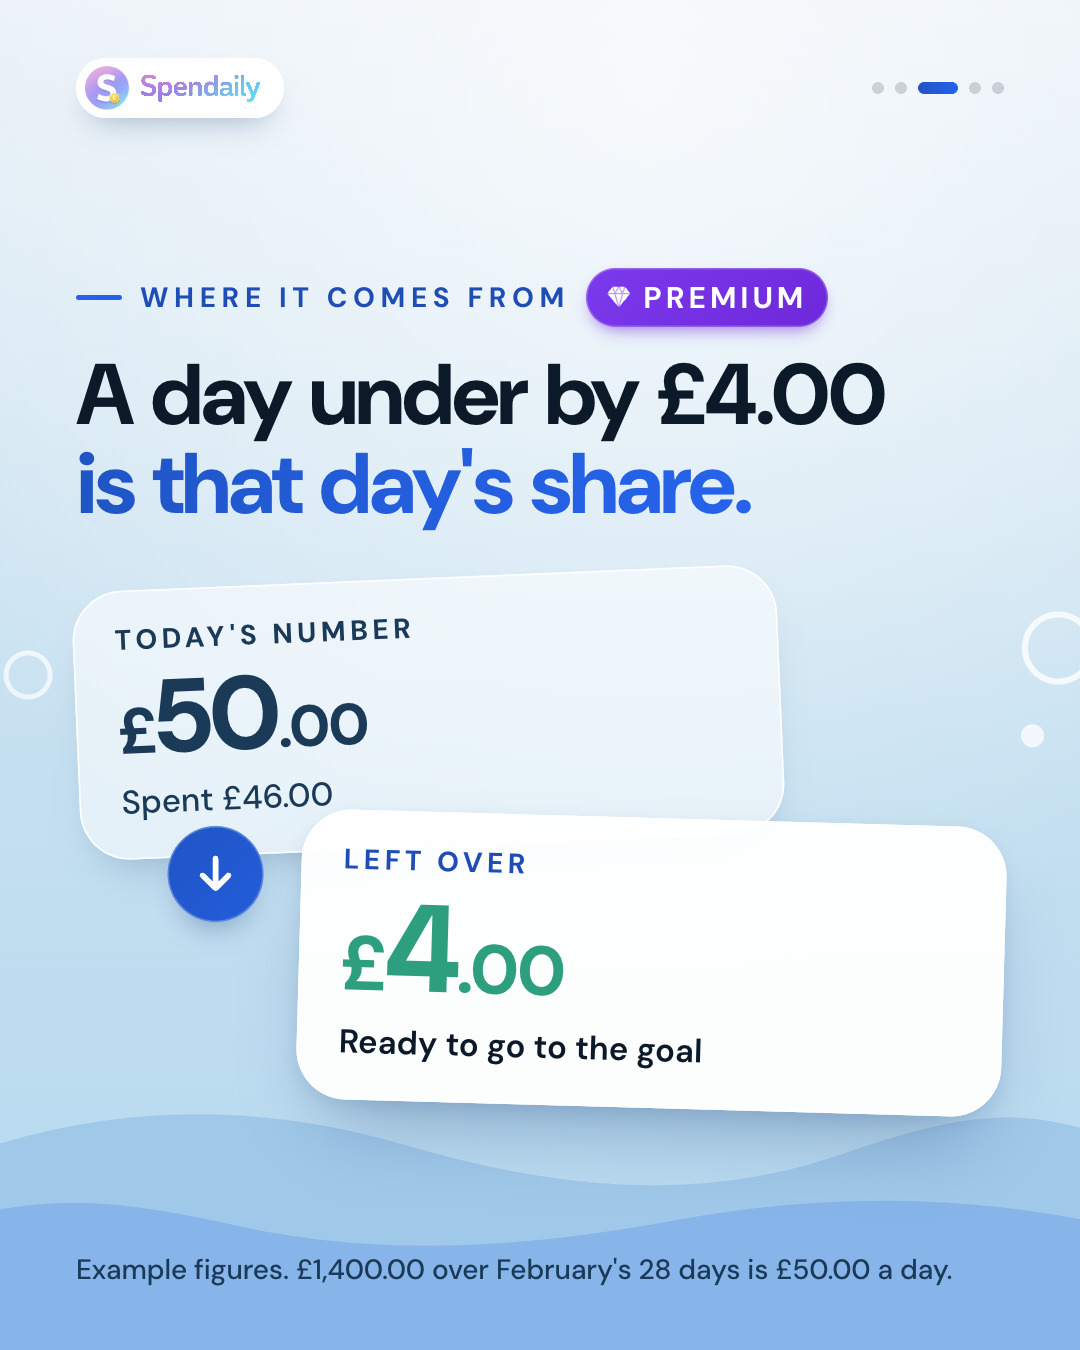 Spendaily
WHERE IT COMES FROM
PREMIUM
A day under by £4.00
is that day's share.
TODAY'S NUMBER
£50.00
Spent £46.00
LEFT OVER
£4.00
Ready to go to the goal
Example figures. £1,400.00 over February's 28 days is £50.00 a day.